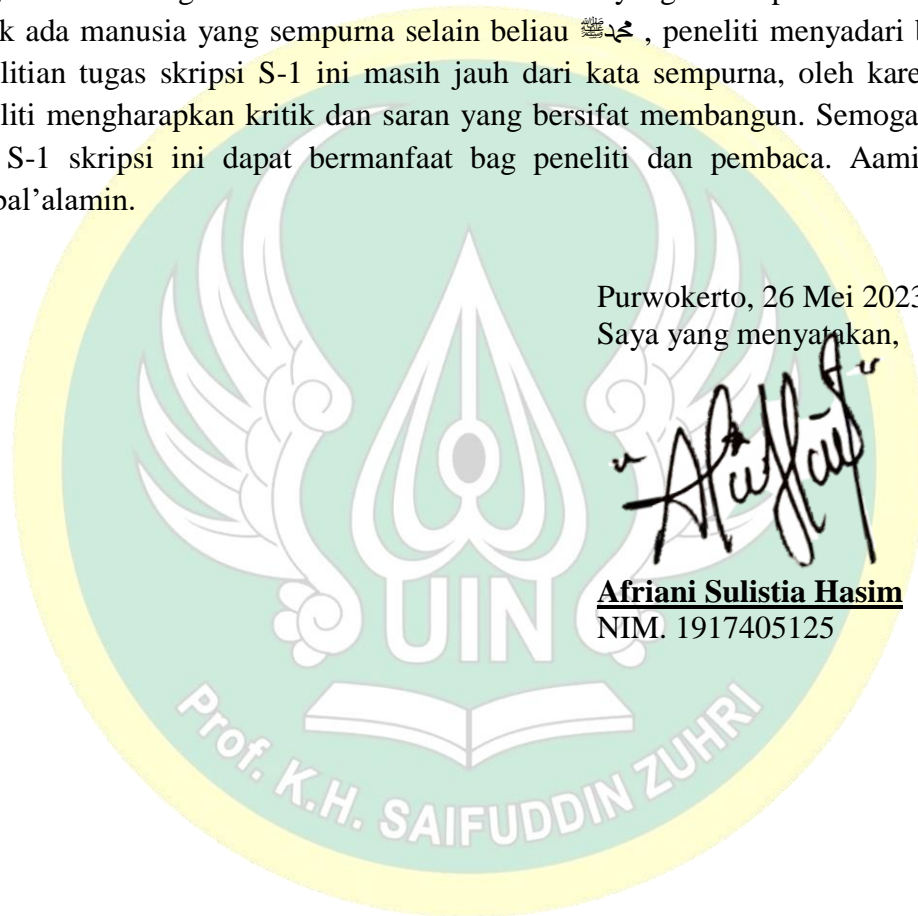 k ada manusia yang sempurna selain beliau محمد ﷺ , peneliti menyadari b
litian tugas skripsi S-1 ini masih jauh dari kata sempurna, oleh kare
liti mengharapkan kritik dan saran yang bersifat membangun. Semoga
S-1 skripsi ini dapat bermanfaat bag peneliti dan pembaca. Aami
bal’alamin.
Purwokerto, 26 Mei 2023
Saya yang menyatakan,
Afriani Sulistia Hasim
NIM. 1917405125
UIN
Prof. K.H. SAIFUDDIN ZUHRI